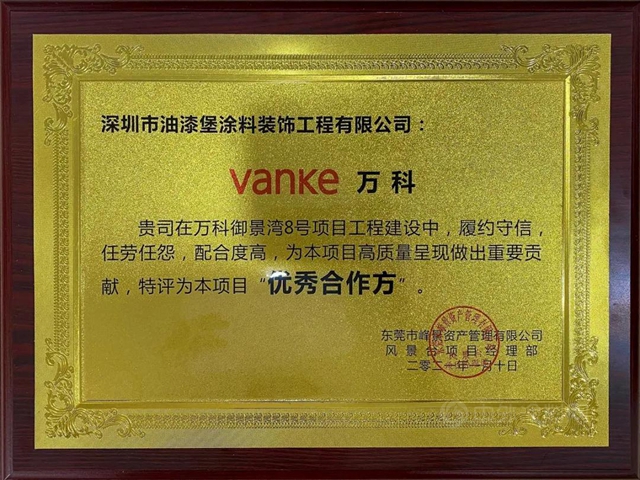 深圳市油漆堡涂料装饰工程有限公司：
vanke 万科
贵司在万科御景湾8号项目工程建设中，履约守信，
任劳任怨，配合度高，为本项目高质量呈现做出重要贡
献，特评为本项目“优秀合作方”。
东莞市峰景资产管理有限公司
风景台项目经理部
二零二一年一月十日